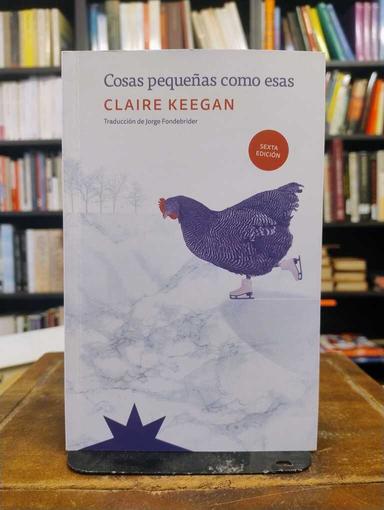 Cosas pequeñas como esas
CLAIRE KEEGAN
Traducción de Jorge Fondebrider
SEXTA
EDICIÓN